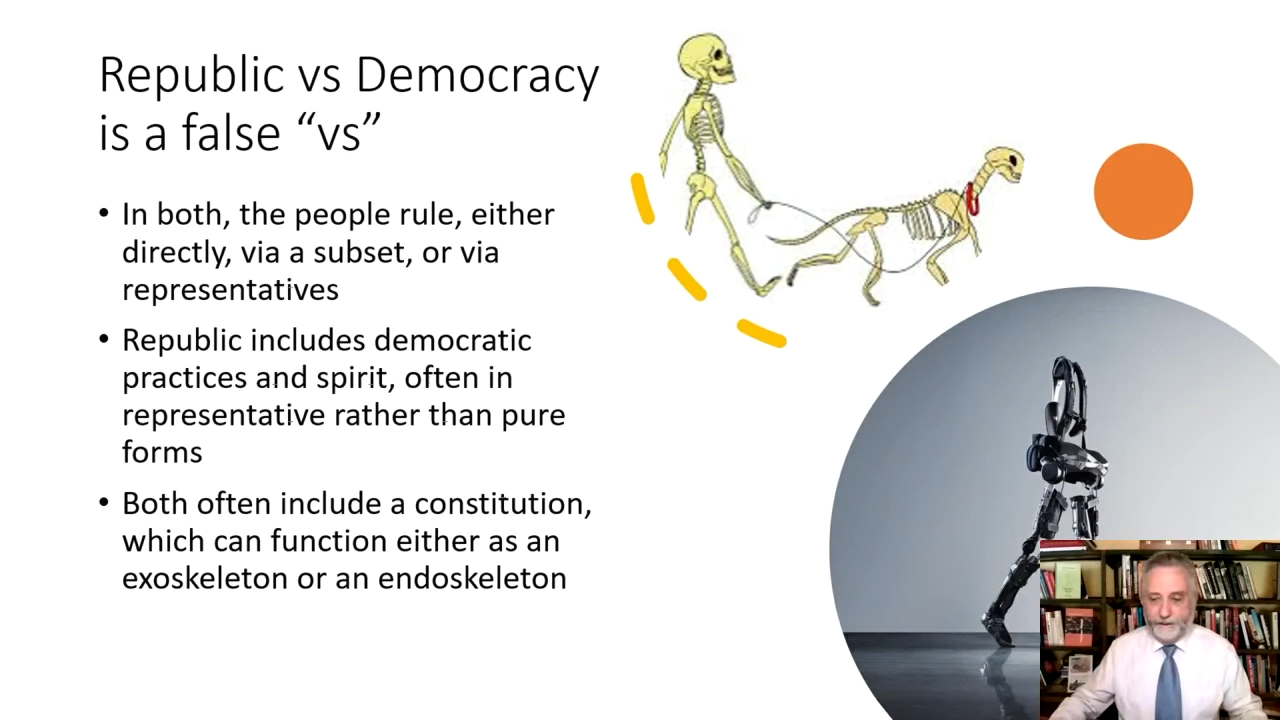 Republic vs Democracy
is a false “vs”
• In both, the people rule, either
directly, via a subset, or via
representatives
• Republic includes democratic
practices and spirit, often in
representative rather than pure
forms
• Both often include a constitution,
which can function either as an
exoskeleton or an endoskeleton